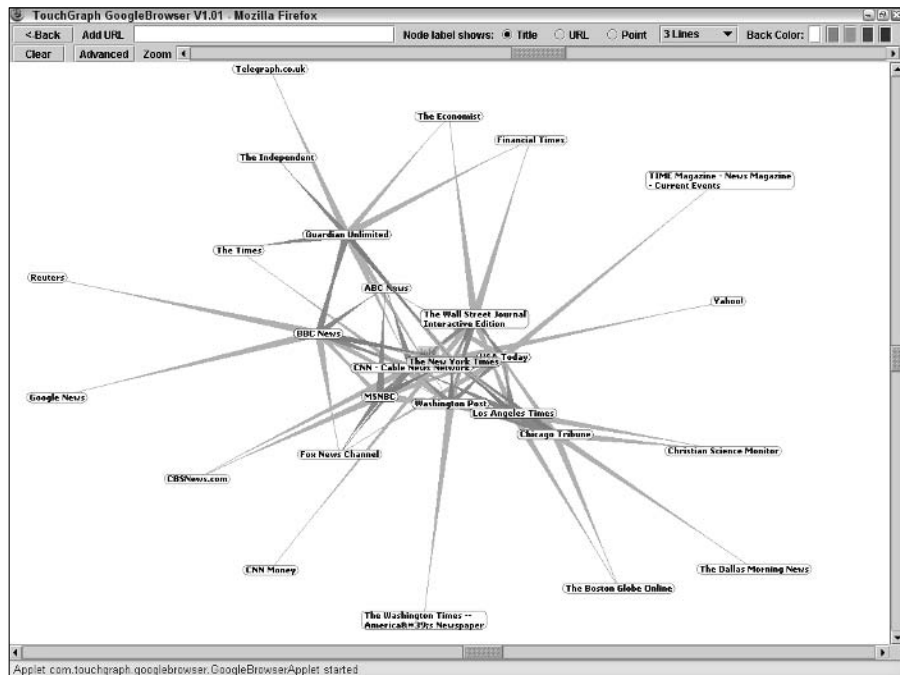 TouchGraph GoogleBrowser V1.01 - Mozilla Firefox
< Back Add URL Node label shows: Title URL Point 3 Lines Back Color:
Clear Advanced Zoom
Telegraph.co.uk
The Economist
Financial Times
The Independent
TIME Magazine - News Magazine
- Current Events
Guardian Unlimited
The Times
Reuters
ABC News
Yahoo!
The Wall Street Journal
Interactive Edition
BBC News
USA Today
The New York Times
CNN - Cable News Network
Google News
MSNBC
Washington Post
Los Angeles Times
Chicago Tribune
Fox News Channel
Christian Science Monitor
CBSNews.com
CNN Money
The Dallas Morning News
The Boston Globe Online
The Washington Times --
America&#39;s Newspaper
Applet com.touchgraph.googlebrowser.GoogleBrowserApplet started